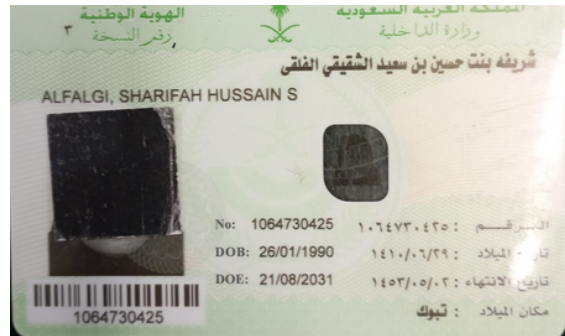 المملكة العربية السعودية
وزارة الداخلية
الهوية الوطنية
رقم النسخة ٣
شريفه بنت حسين بن سعيد الشقيقي الفلقي
ALFALGI, SHARIFAH HUSSAIN S
No: 1064730425 الــرقــم : ١٠٦٤٧٣٠٤٢٥
DOB: 26/01/1990 تاريخ الميلاد : ١٤١٠/٠٦/٢٩
DOE: 21/08/2031 تاريخ الانتهاء : ١٤٥٣/٠٥/٠٢
مكان الميلاد : تبوك
1064730425